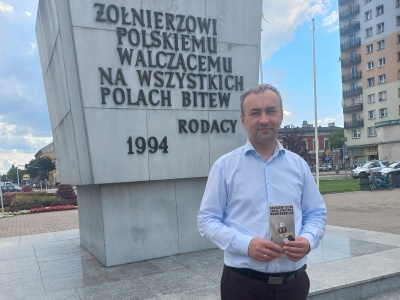 ŻOŁNIERZOWI
POLSKIEMU
WALCZĄCEMU
NA WSZYSTKICH
POLACH BITEW
RODACY
1994